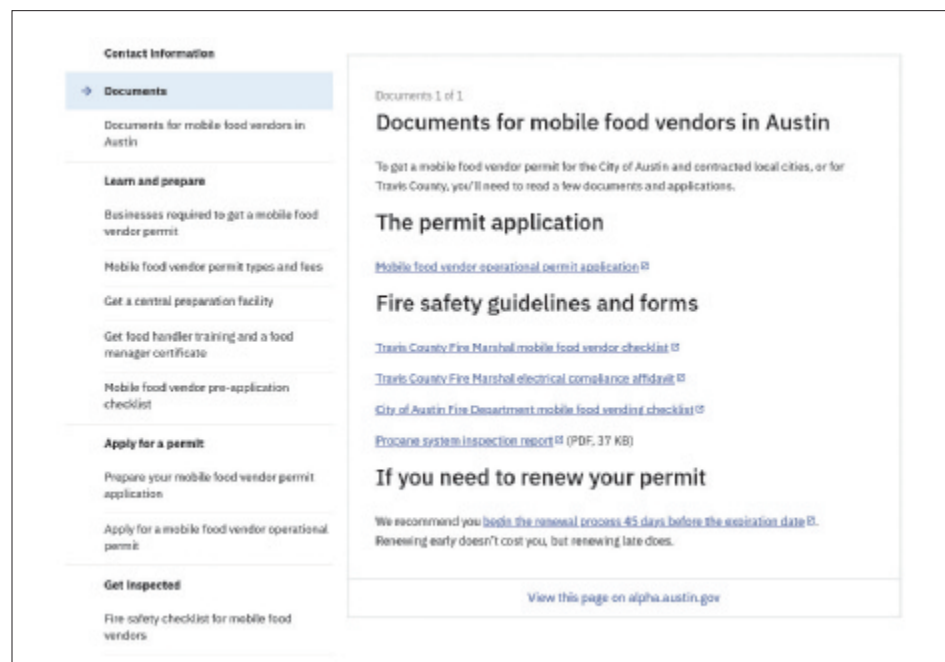 Contact Information
Documents
Documents for mobile food vendors in
Austin
Learn and prepare
Businesses required to get a mobile food
vendor permit
Mobile food vendor permit types and fees
Get a central preparation facility
Get food handler training and a food
manager certificate
Mobile food vendor pre-application
checklist
Apply for a permit
Prepare your mobile food vendor permit
application
Apply for a mobile food vendor operational
permit
Get inspected
Fire safety checklist for mobile food
vendors
Documents 1 of 1
Documents for mobile food vendors in Austin
To get a mobile food vendor permit for the City of Austin and contracted local cities, or for
Travis County, you'll need to read a few documents and applications.
The permit application
Mobile food vendor operational permit application
Fire safety guidelines and forms
Travis County Fire Marshal mobile food vendor checklist
Travis County Fire Marshal electrical compliance affidavit
City of Austin Fire Department mobile food vending checklist
Propane system inspection report (PDF, 37 KB)
If you need to renew your permit
We recommend you begin the renewal process 45 days before the expiration date.
Renewing early doesn't cost you, but renewing late does.
View this page on alpha.austin.gov